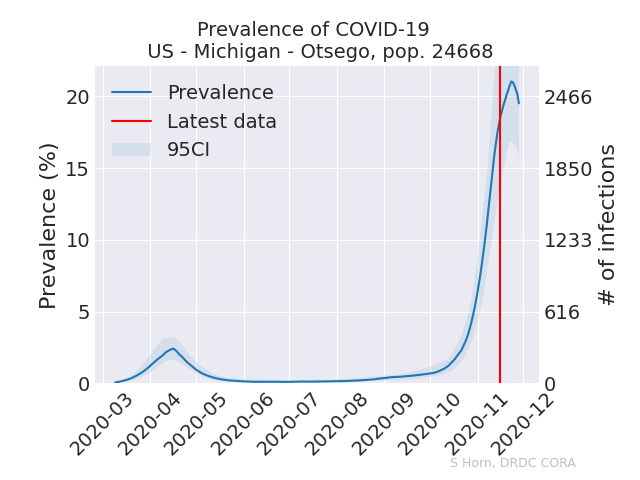 Prevalence of COVID-19
US - Michigan - Otsego, pop. 24668
Prevalence (%)
20
15
10
5
0
Prevalence
Latest data
95CI
2466
1850
1233
616
0
# of infections
2020-03
2020-04
2020-05
2020-06
2020-07
2020-08
2020-09
2020-10
2020-11
2020-12
S Horn, DRDC CORA